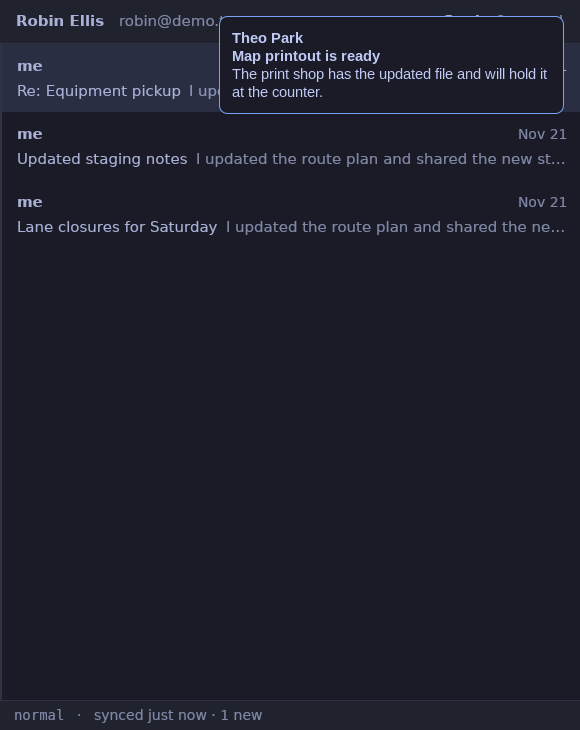 Robin Ellis robin@demo.
Theo Park
Map printout is ready
The print shop has the updated file and will hold it
at the counter.
me
Re: Equipment pickup I
me Nov 21
Updated staging notes I updated the route plan and shared the new st…
me Nov 21
Lane closures for Saturday I updated the route plan and shared the ne…
normal · synced just now · 1 new